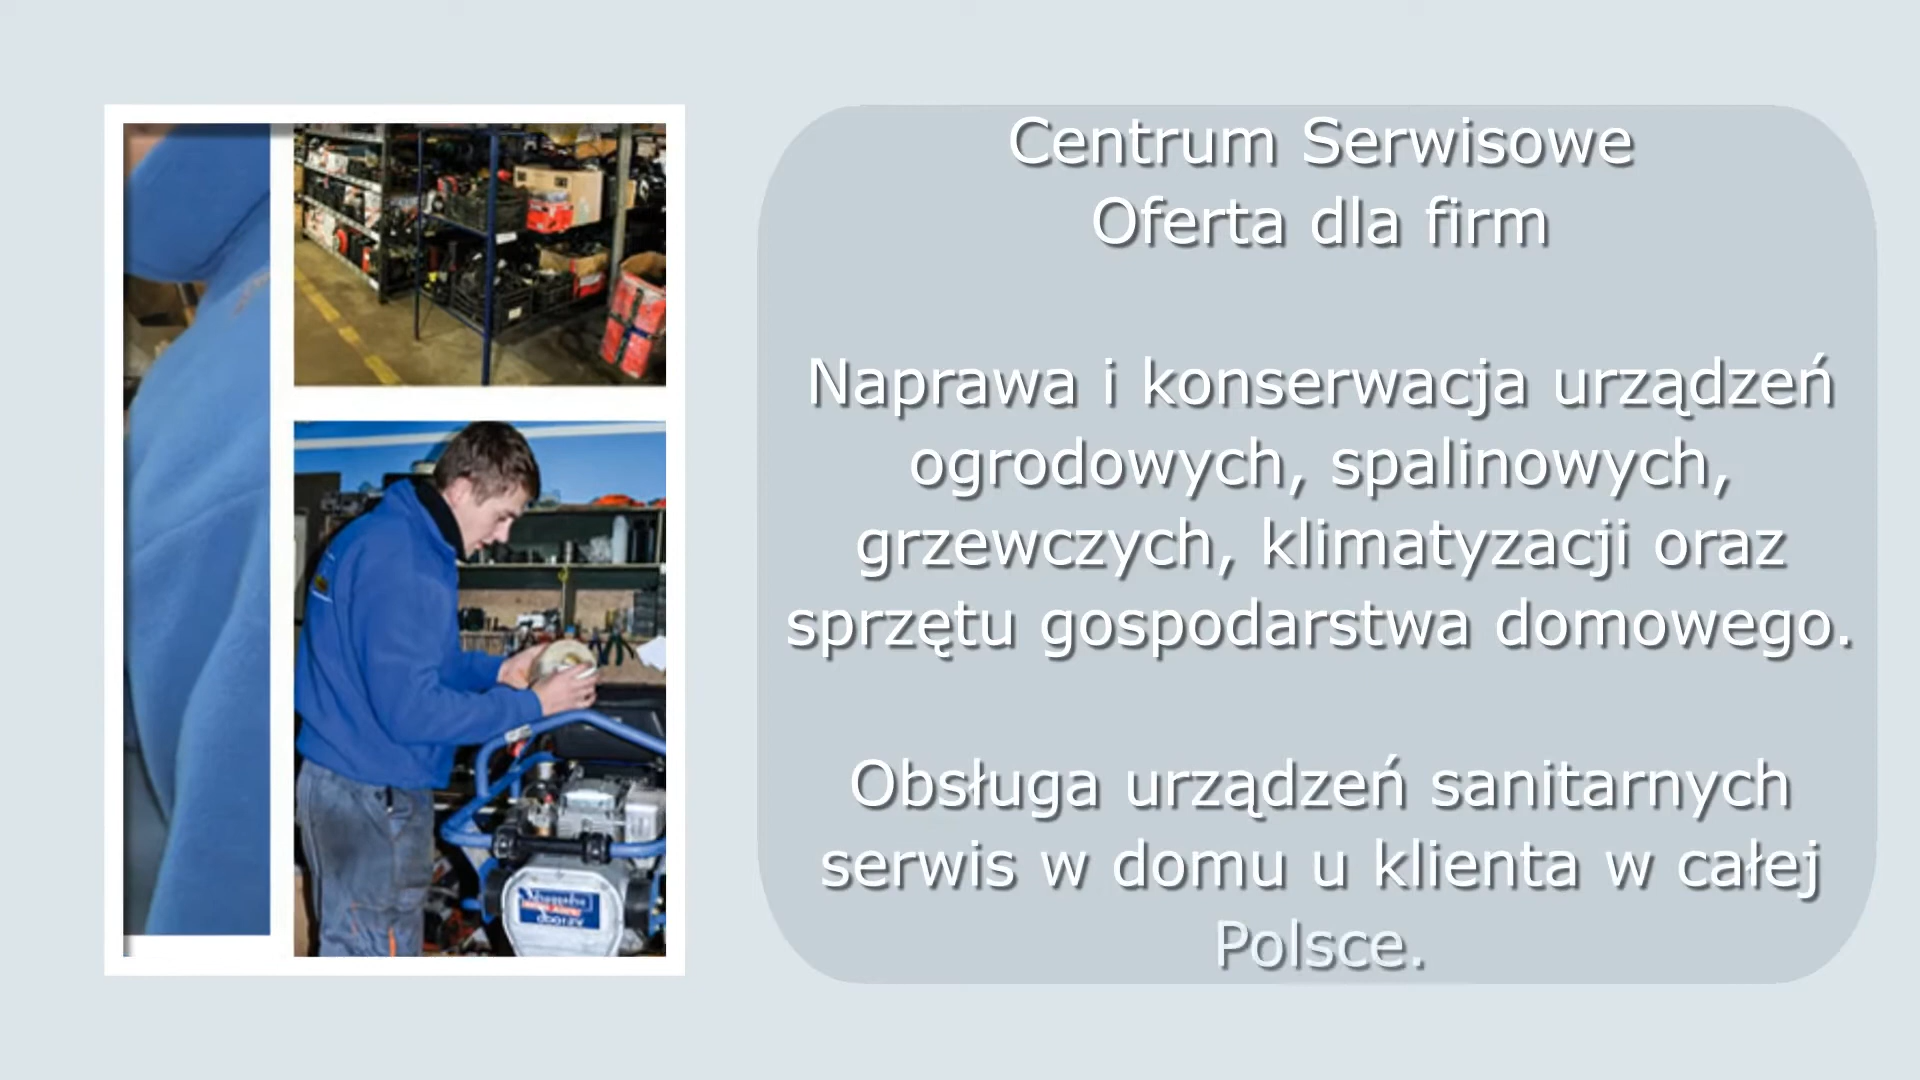 Centrum Serwisowe
Oferta dla firm
Naprawa i konserwacja urządzeń
ogrodowych, spalinowych,
grzewczych, klimatyzacji oraz
sprzętu gospodarstwa domowego.
Obsługa urządzeń sanitarnych
serwis w domu u klienta w całej
Polsce.